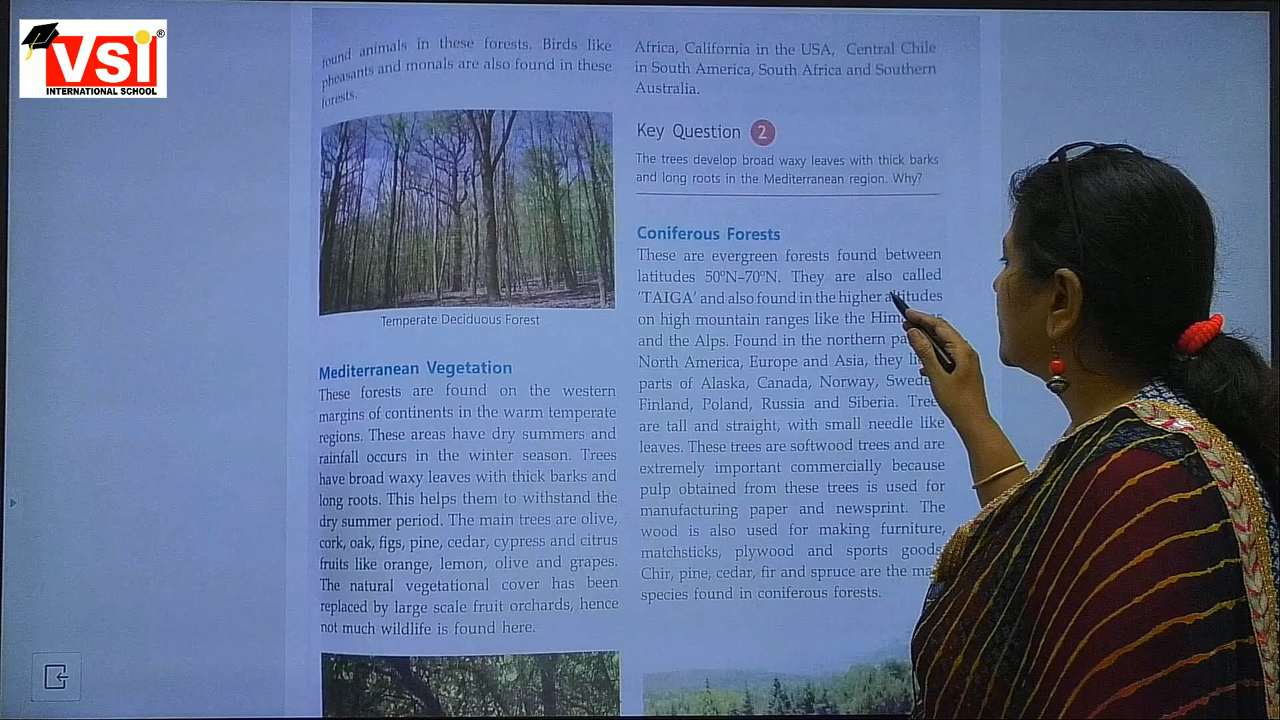 VSI
®
INTERNATIONAL SCHOOL
found animals in these forests. Birds like
pheasants and monals are also found in these
forests.
Temperate Deciduous Forest
Mediterranean Vegetation
These forests are found on the western
margins of continents in the warm temperate
regions. These areas have dry summers and
rainfall occurs in the winter season. Trees
have broad waxy leaves with thick barks and
long roots. This helps them to withstand the
dry summer period. The main trees are olive,
cork, oak, figs, pine, cedar, cypress and citrus
fruits like orange, lemon, olive and grapes.
The natural vegetational cover has been
replaced by large scale fruit orchards, hence
not much wildlife is found here.
Africa, California in the USA, Central Chile
in South America, South Africa and Southern
Australia.
Key Question 2
The trees develop broad waxy leaves with thick barks
and long roots in the Mediterranean region. Why?
Coniferous Forests
These are evergreen forests found between
latitudes 50°N–70°N. They are also called
'TAIGA' and also found in the higher altitudes
on high mountain ranges like the
and the Alps. Found in the northern
North America, Europe and Asia, they
parts of Alaska, Canada, Norway,
Finland, Poland, Russia and Siberia.
are tall and straight, with small needle like
leaves. These trees are softwood trees and are
extremely important commercially because
pulp obtained from these trees is used for
manufacturing paper and newsprint. The
wood is also used for making furniture,
matchsticks, plywood and sports goods.
Chir, pine, cedar, fir and spruce are the
species found in coniferous forests.